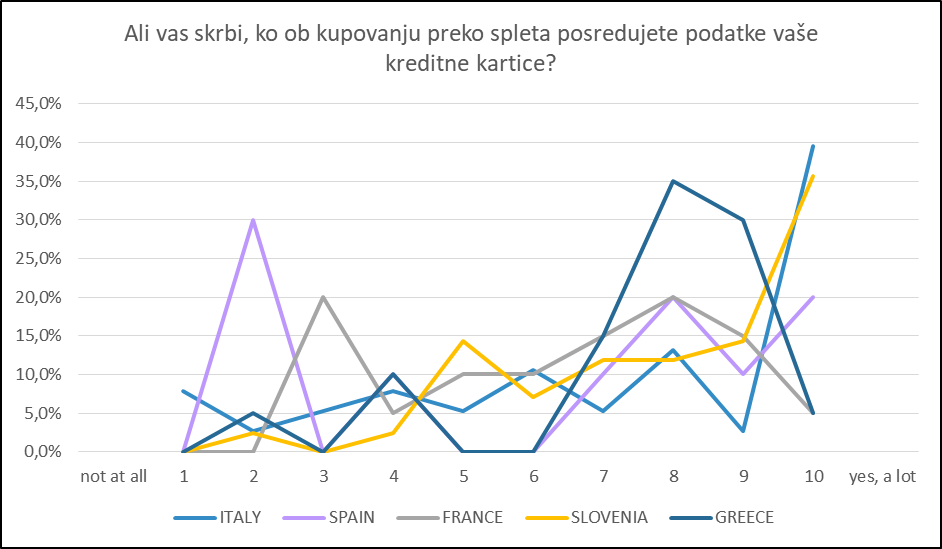 Ali vas skrbi, ko ob kupovanju preko spleta posredujete podatke vaše
kreditne kartice?
45,0%
40,0%
35,0%
30,0%
25,0%
20,0%
15,0%
10,0%
5,0%
0,0%
not at all 1 2 3 4 5 6 7 8 9 10 yes, a lot
ITALY SPAIN FRANCE SLOVENIA GREECE